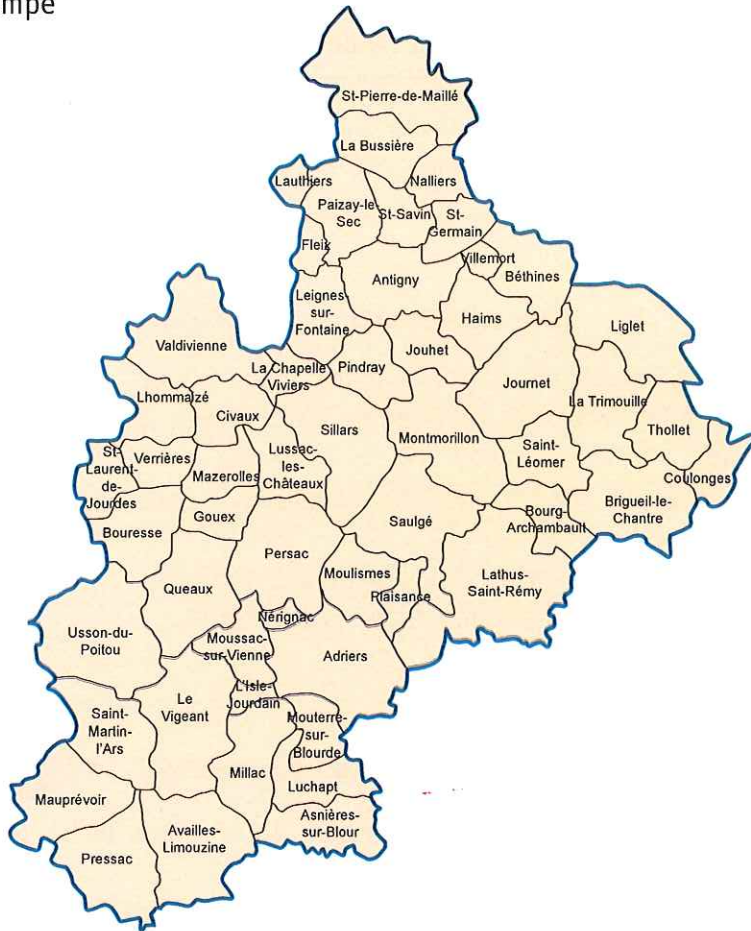 mpe
St-Pierre-de-Maillé
La Bussière
Lauthiers
Nalliers
Paizay-le-
Sec
St-Savin
St-
Germain
Fleix
Villemort
Antigny
Béthines
Leignes-
sur-
Fontaine
Haims
Liglet
Valdivienne
Jouhet
La Chapelle
Viviers
Pindray
Journet
Lhommaizé
La Trimouille
Civaux
Sillars
Montmorillon
Thollet
St-
Laurent-
de-
Jourdes
Verrières
Lussac-
les-
Châteaux
Saint-
Léomer
Mazerolles
Coulonges
Brigueil-le-
Chantre
Gouex
Saulgé
Bourg-
Archambault
Bouresse
Persac
Moulismes
Lathus-
Saint-Rémy
Queaux
Plaisance
Nérignac
Usson-du-
Poitou
Moussac-
sur-Vienne
Adriers
L'Isle-
Jourdain
Le
Vigeant
Saint-
Martin-
l'Ars
Mouterre-
sur-
Blourde
Millac
Luchapt
Mauprévoir
Asnières-
sur-Blour
Availles-
Limouzine
Pressac